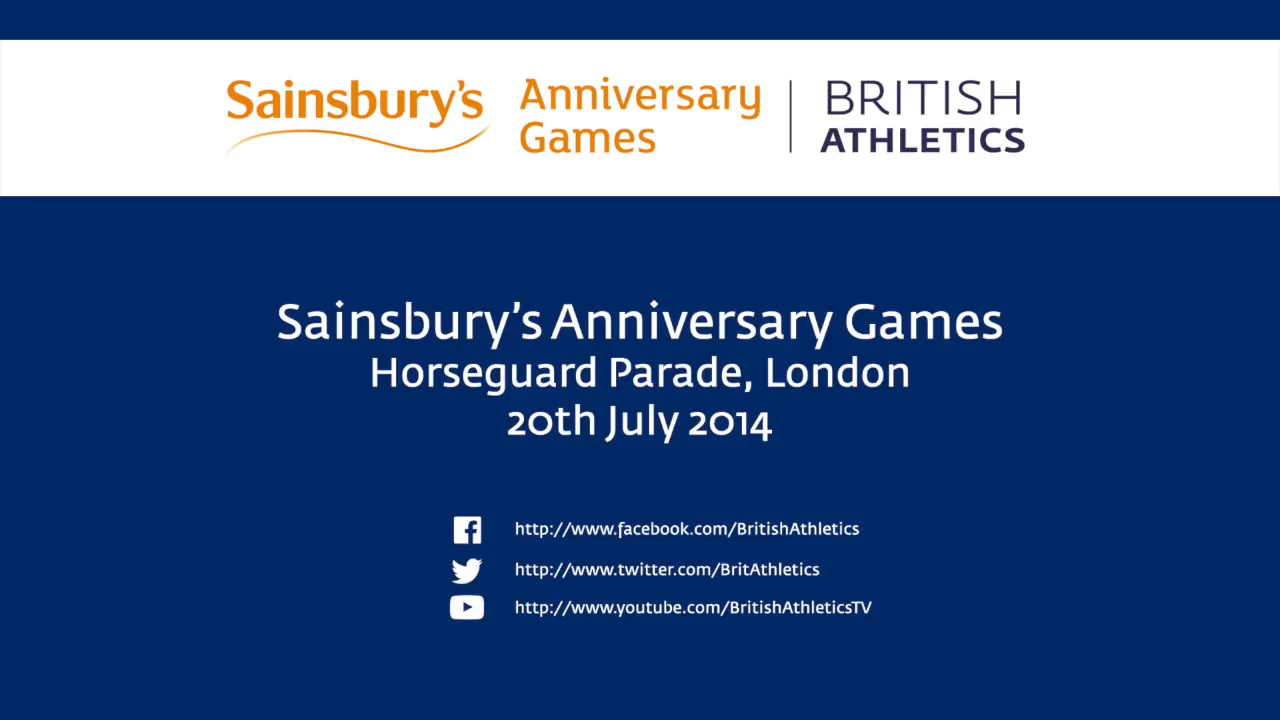 Sainsbury's
Anniversary
Games
BRITISH
ATHLETICS
Sainsbury's Anniversary Games
Horseguard Parade, London
20th July 2014
http://www.facebook.com/BritishAthletics
http://www.twitter.com/BritAthletics
http://www.youtube.com/BritishAthleticsTV